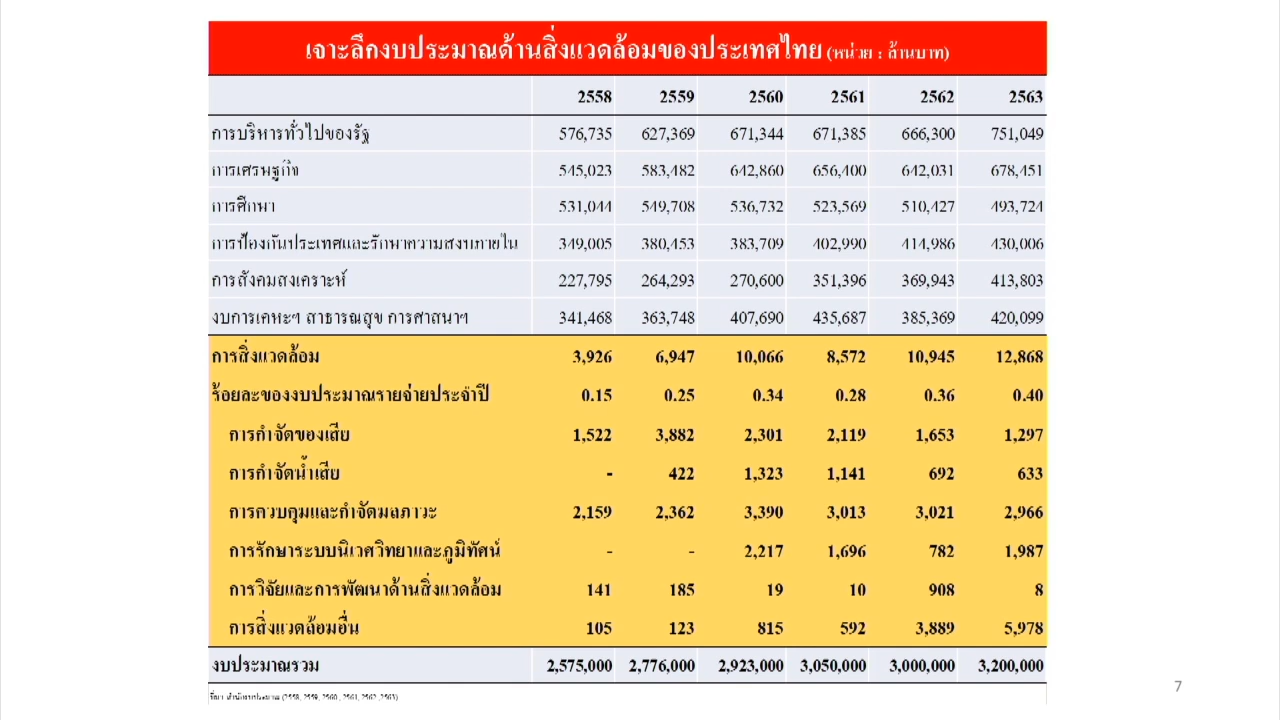 เจาะลึกงบประมาณด้านสิ่งแวดล้อมของประเทศไทย (หน่วย : ล้านบาท)
2558 2559 2560 2561 2562 2563
การบริหารทั่วไปของรัฐ 576,735 627,369 671,344 671,385 666,300 751,049
การเศรษฐกิจ 545,023 583,482 642,860 656,400 642,031 678,451
การศึกษา 531,044 549,708 536,732 523,569 510,427 493,724
การป้องกันประเทศและรักษาความสงบภายใน 349,005 380,453 383,709 402,990 414,986 430,006
การสังคมสงเคราะห์ 227,795 264,293 270,600 351,396 369,943 413,803
งบการเคหะฯ สาธารณสุข การศาสนาฯ 341,468 363,748 407,690 435,687 385,369 420,099
การสิ่งแวดล้อม 3,926 6,947 10,066 8,572 10,945 12,868
ร้อยละของงบประมาณรายจ่ายประจำปี 0.15 0.25 0.34 0.28 0.36 0.40
การกำจัดของเสีย 1,522 3,882 2,301 2,119 1,653 1,297
การกำจัดน้ำเสีย - 422 1,323 1,141 692 633
การควบคุมและกำจัดมลภาวะ 2,159 2,362 3,390 3,013 3,021 2,966
การรักษาระบบนิเวศวิทยาและภูมิทัศน์ - - 2,217 1,696 782 1,987
การวิจัยและการพัฒนาด้านสิ่งแวดล้อม 141 185 19 10 908 8
การสิ่งแวดล้อมอื่น 105 123 815 592 3,889 5,978
งบประมาณรวม 2,575,000 2,776,000 2,923,000 3,050,000 3,000,000 3,200,000
ที่มา: สำนักงบประมาณ (2558, 2559, 2560, 2561, 2562, 2563)
7